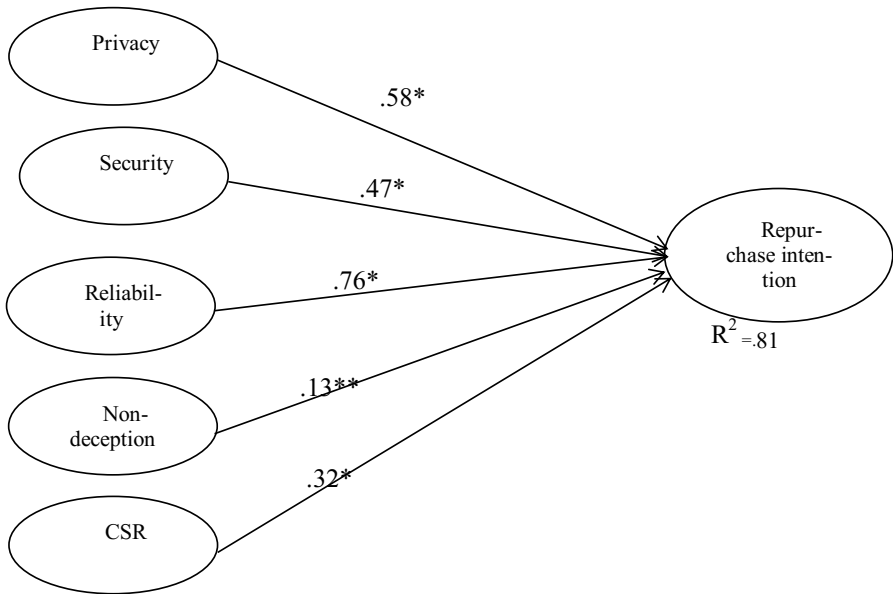 Privacy
.58*
Security
.47*
Repur-
chase inten-
tion
Reliabil-
ity
.76*
R² =.81
Non-
deception
.13**
.32*
CSR